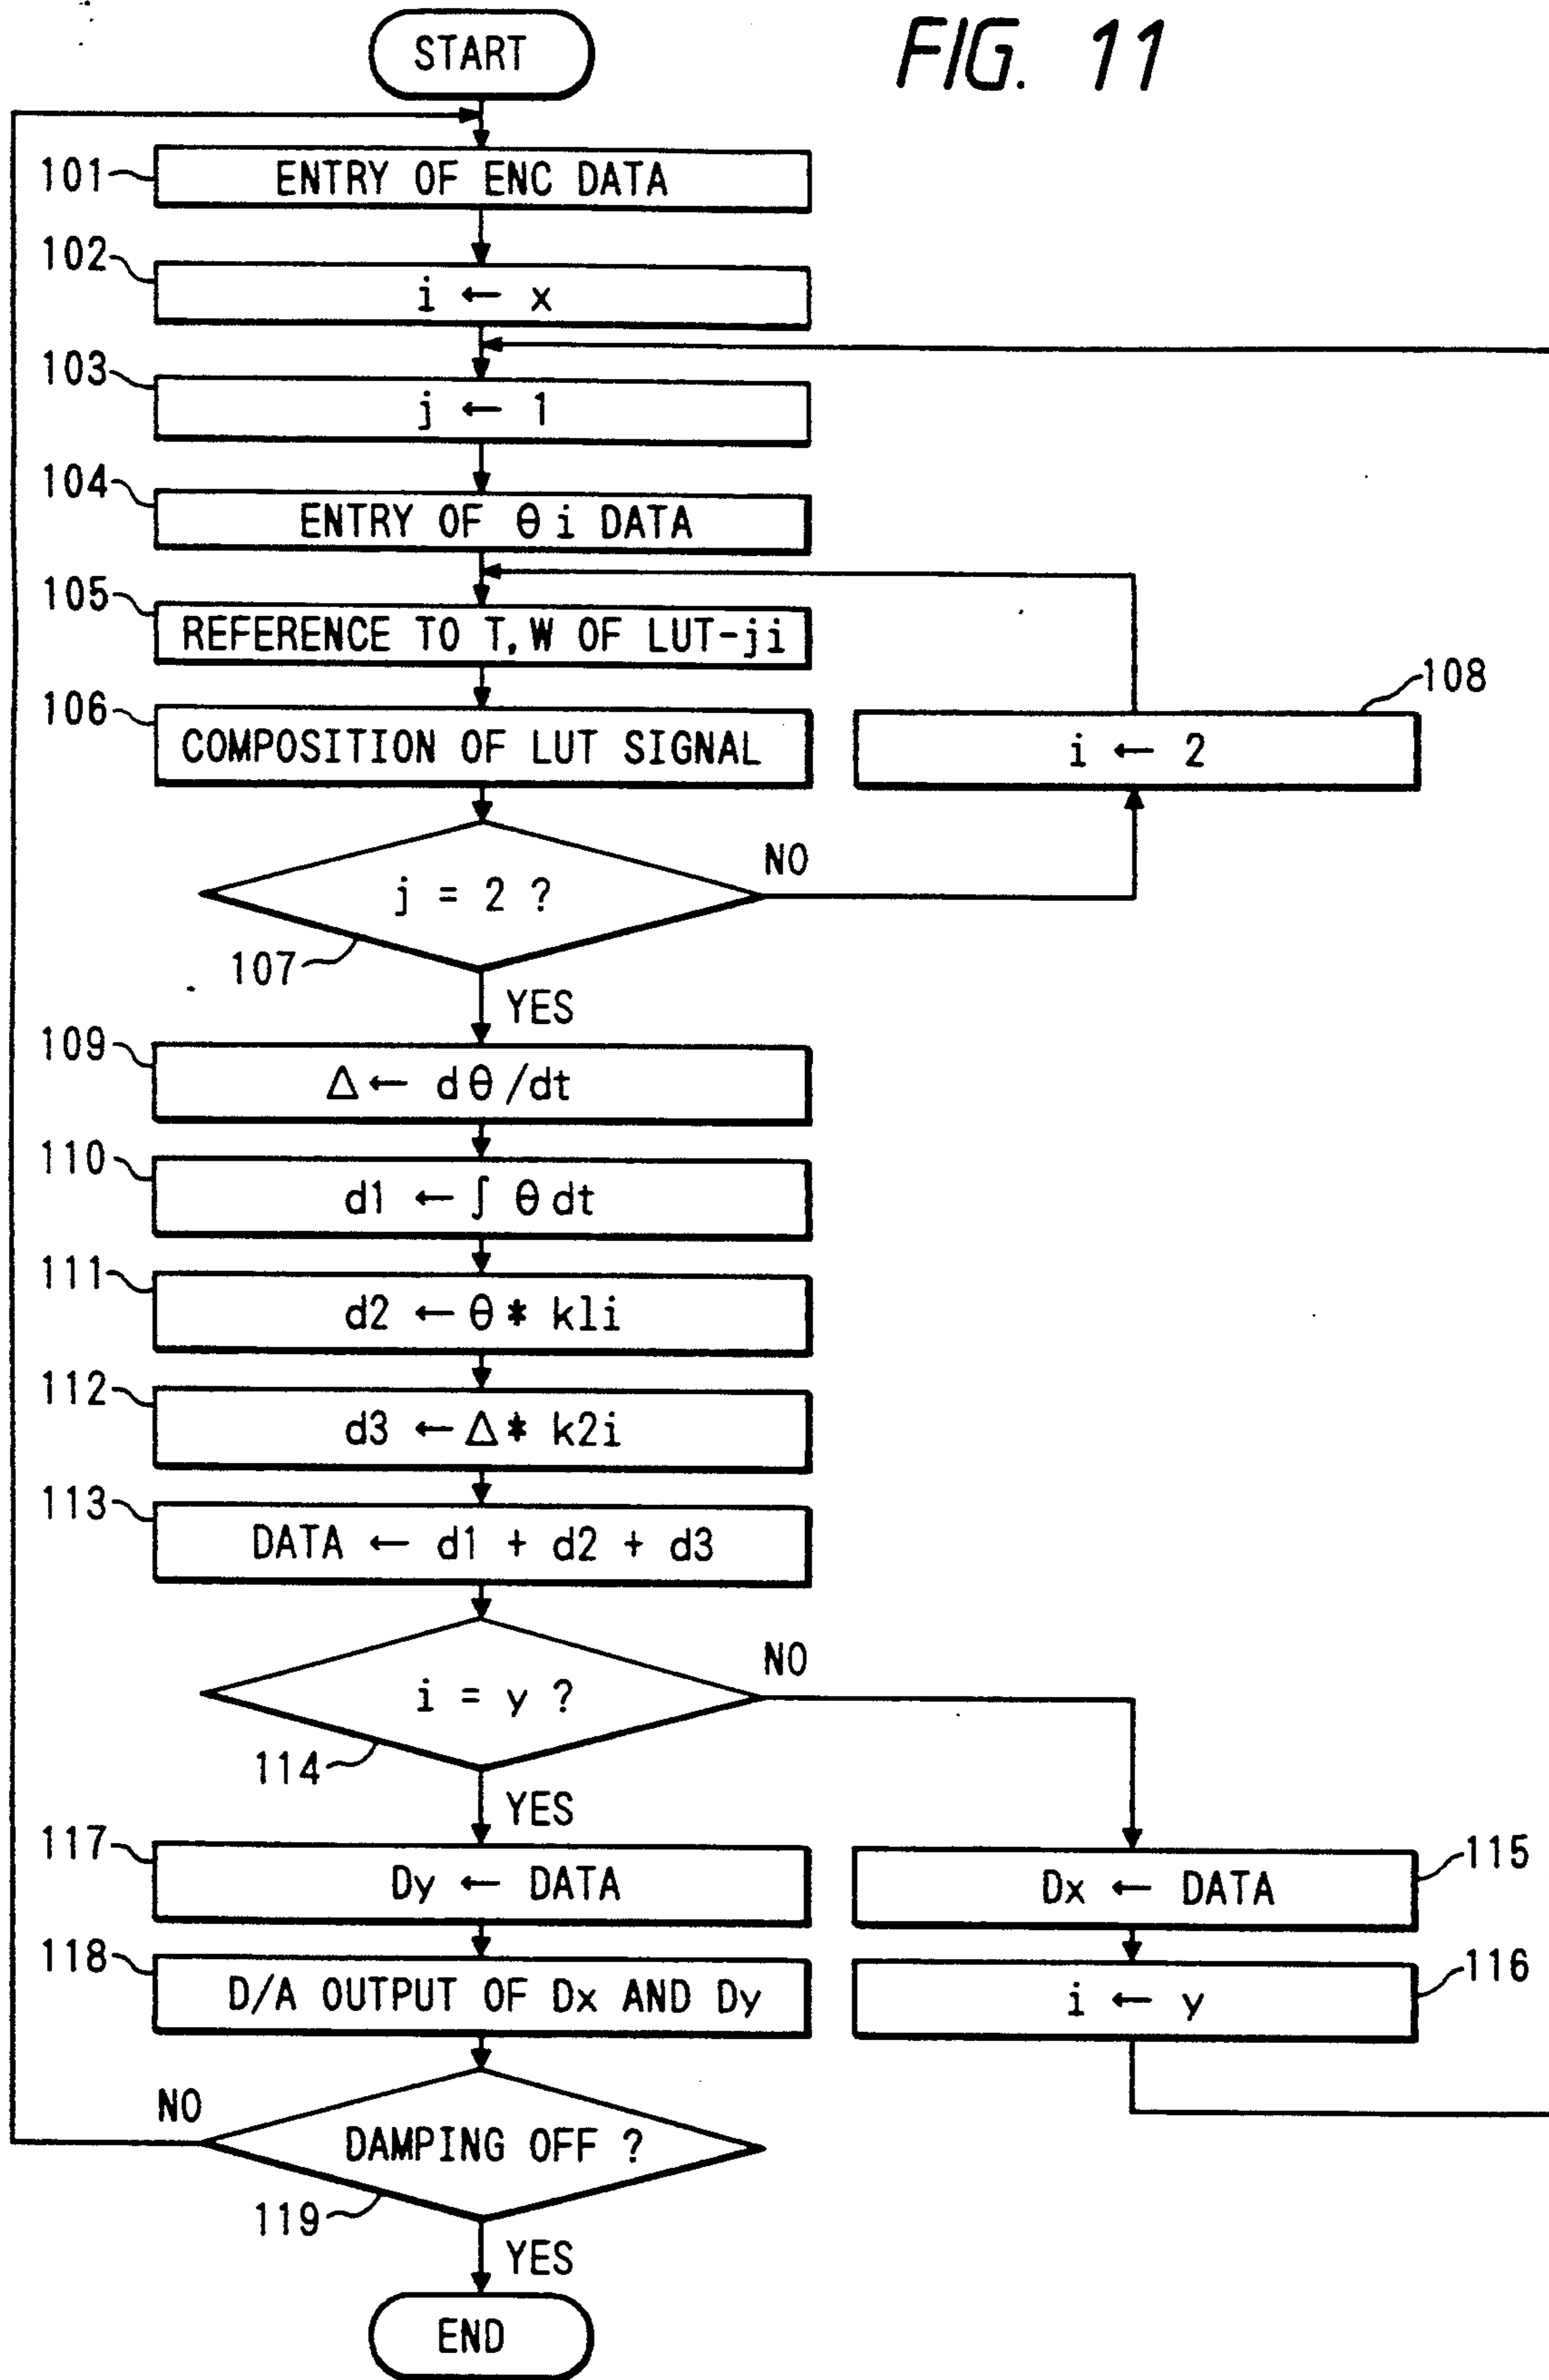 FIG. 11
START
101
ENTRY OF ENC DATA
102
i ← x
103
j ← 1
104
ENTRY OF θi DATA
105
REFERENCE TO T, W OF LUT-ji
106
COMPOSITION OF LUT SIGNAL
108
i ← 2
j = 2 ?
NO
107
YES
109
Δ ← dθ/dt
110
d1 ← ∫ θdt
111
d2 ← θ* k1i
112
d3 ← Δ* k2i
113
DATA ← d1 + d2 + d3
i = y ?
NO
114
YES
117
Dy ← DATA
115
Dx ← DATA
118
D/A OUTPUT OF Dx AND Dy
116
i ← y
NO
DAMPING OFF ?
119
YES
END